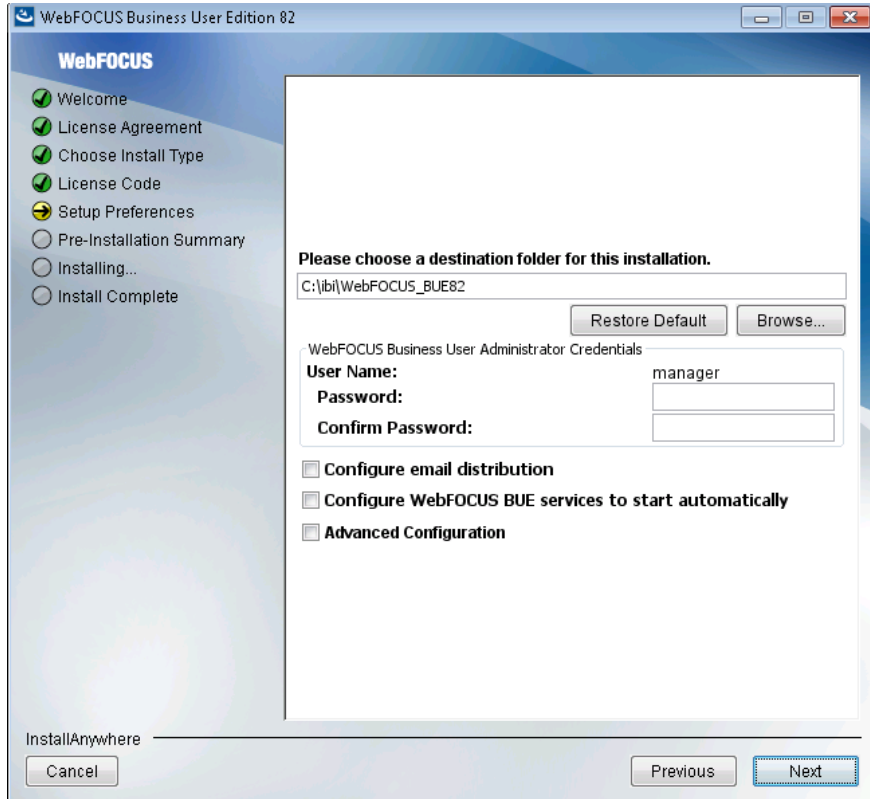 WebFOCUS Business User Edition 82
WebFOCUS
Welcome
License Agreement
Choose Install Type
License Code
Setup Preferences
Pre-Installation Summary
Installing...
Install Complete
Please choose a destination folder for this installation.
C:\ibi\WebFOCUS_BUE82
Restore Default Browse...
WebFOCUS Business User Administrator Credentials
User Name: manager
Password:
Confirm Password:
Configure email distribution
Configure WebFOCUS BUE services to start automatically
Advanced Configuration
InstallAnywhere
Cancel Previous Next